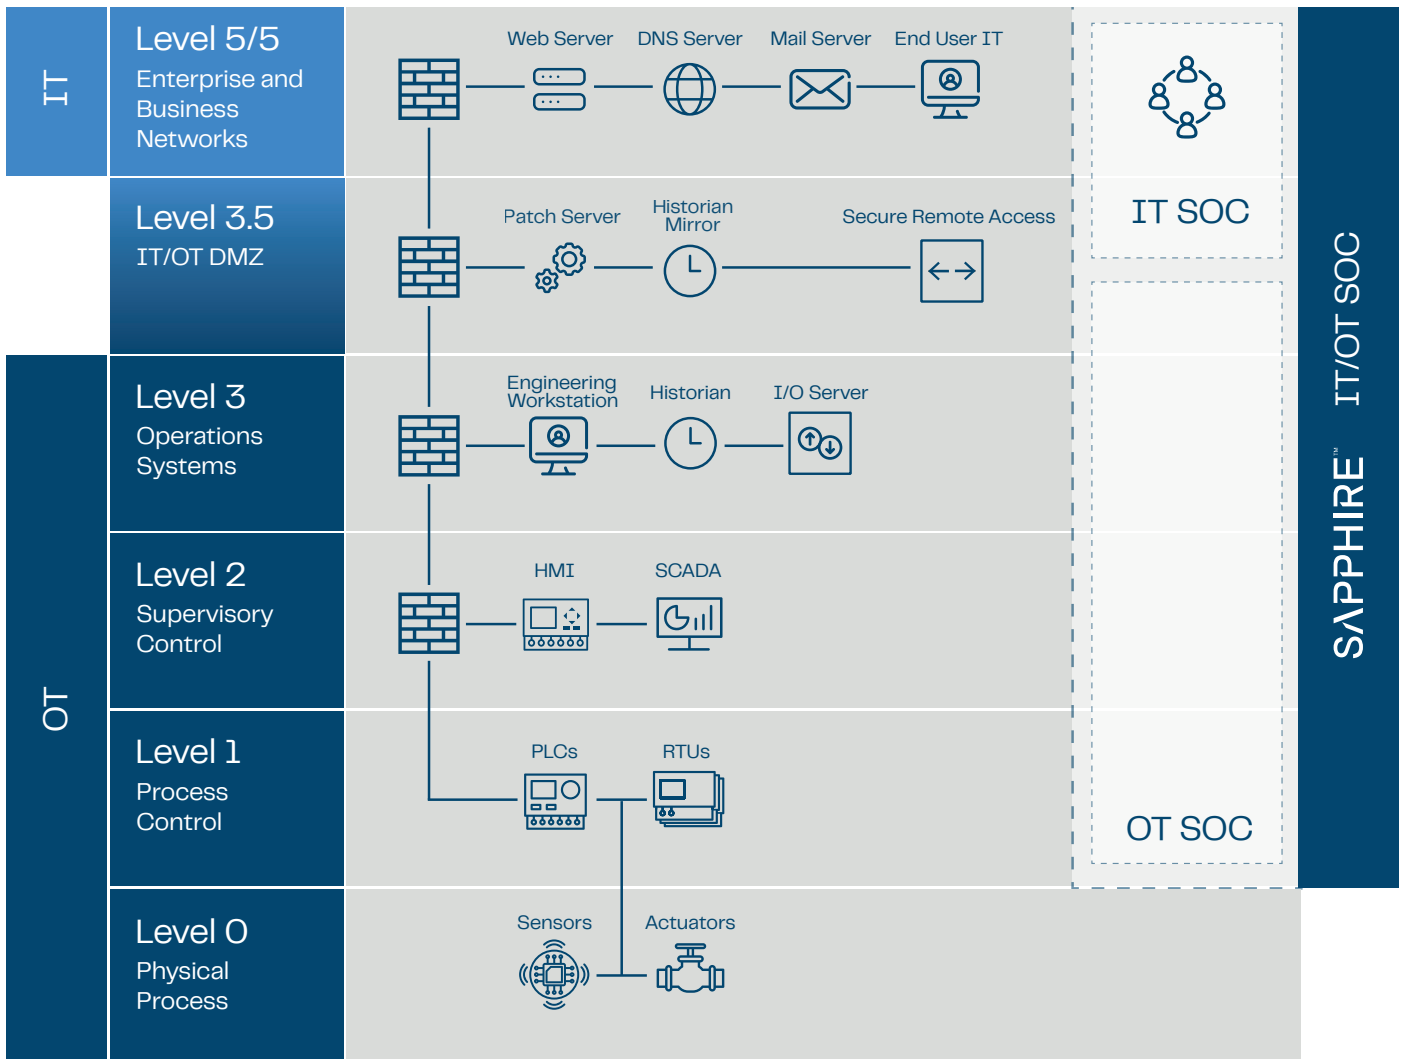 IT
Level 5/5
Enterprise and
Business
Networks
Web Server
DNS Server
Mail Server
End User IT
Level 3.5
IT/OT DMZ
Patch Server
Historian
Mirror
Secure Remote Access
IT SOC
OT
Level 3
Operations
Systems
Engineering
Workstation
Historian
I/O Server
Level 2
Supervisory
Control
HMI
SCADA
Level 1
Process
Control
PLCs
RTUs
OT SOC
Level 0
Physical
Process
Sensors
Actuators
SAPPHIRE™ IT/OT SOC